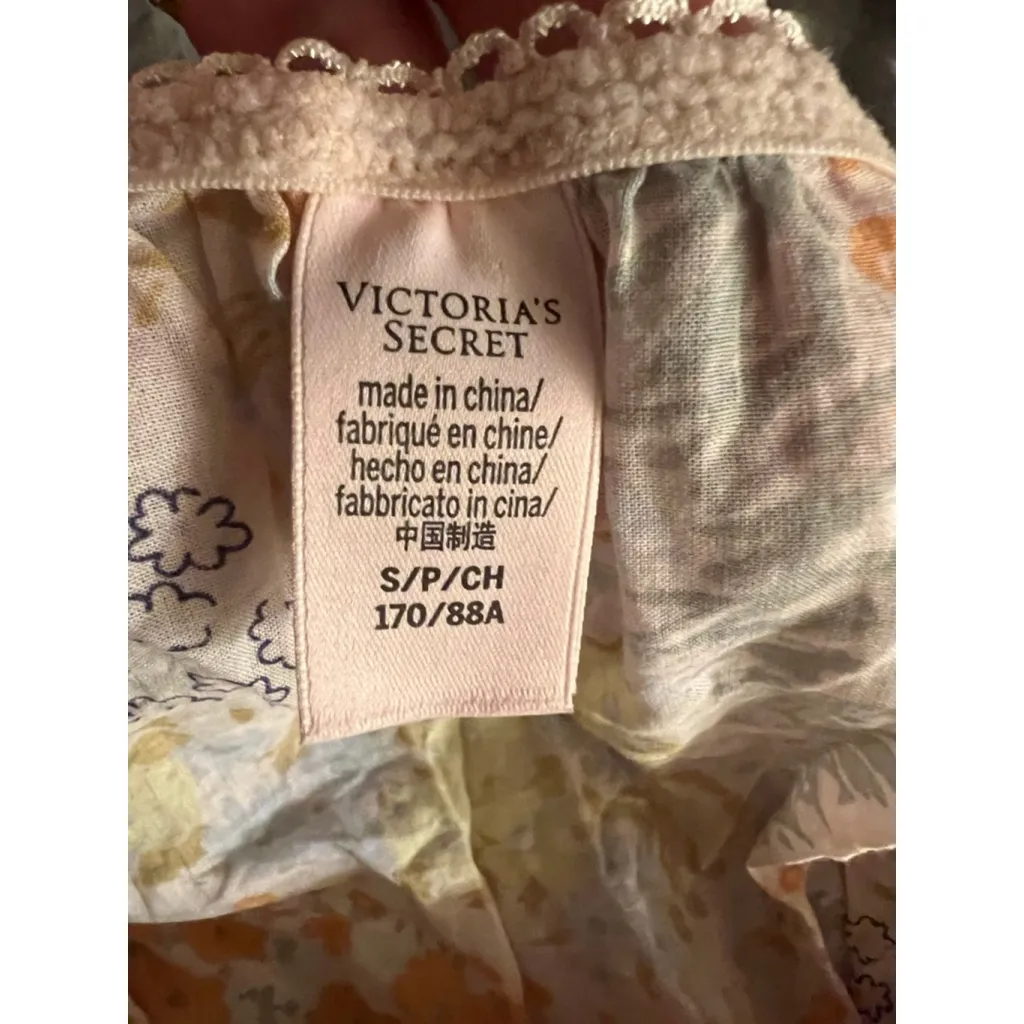 VICTORIA'S
SECRET
made in china/
fabriqué en chine/
hecho en china/
fabbricato in cina/
中国制造
S/P/CH
170/88A